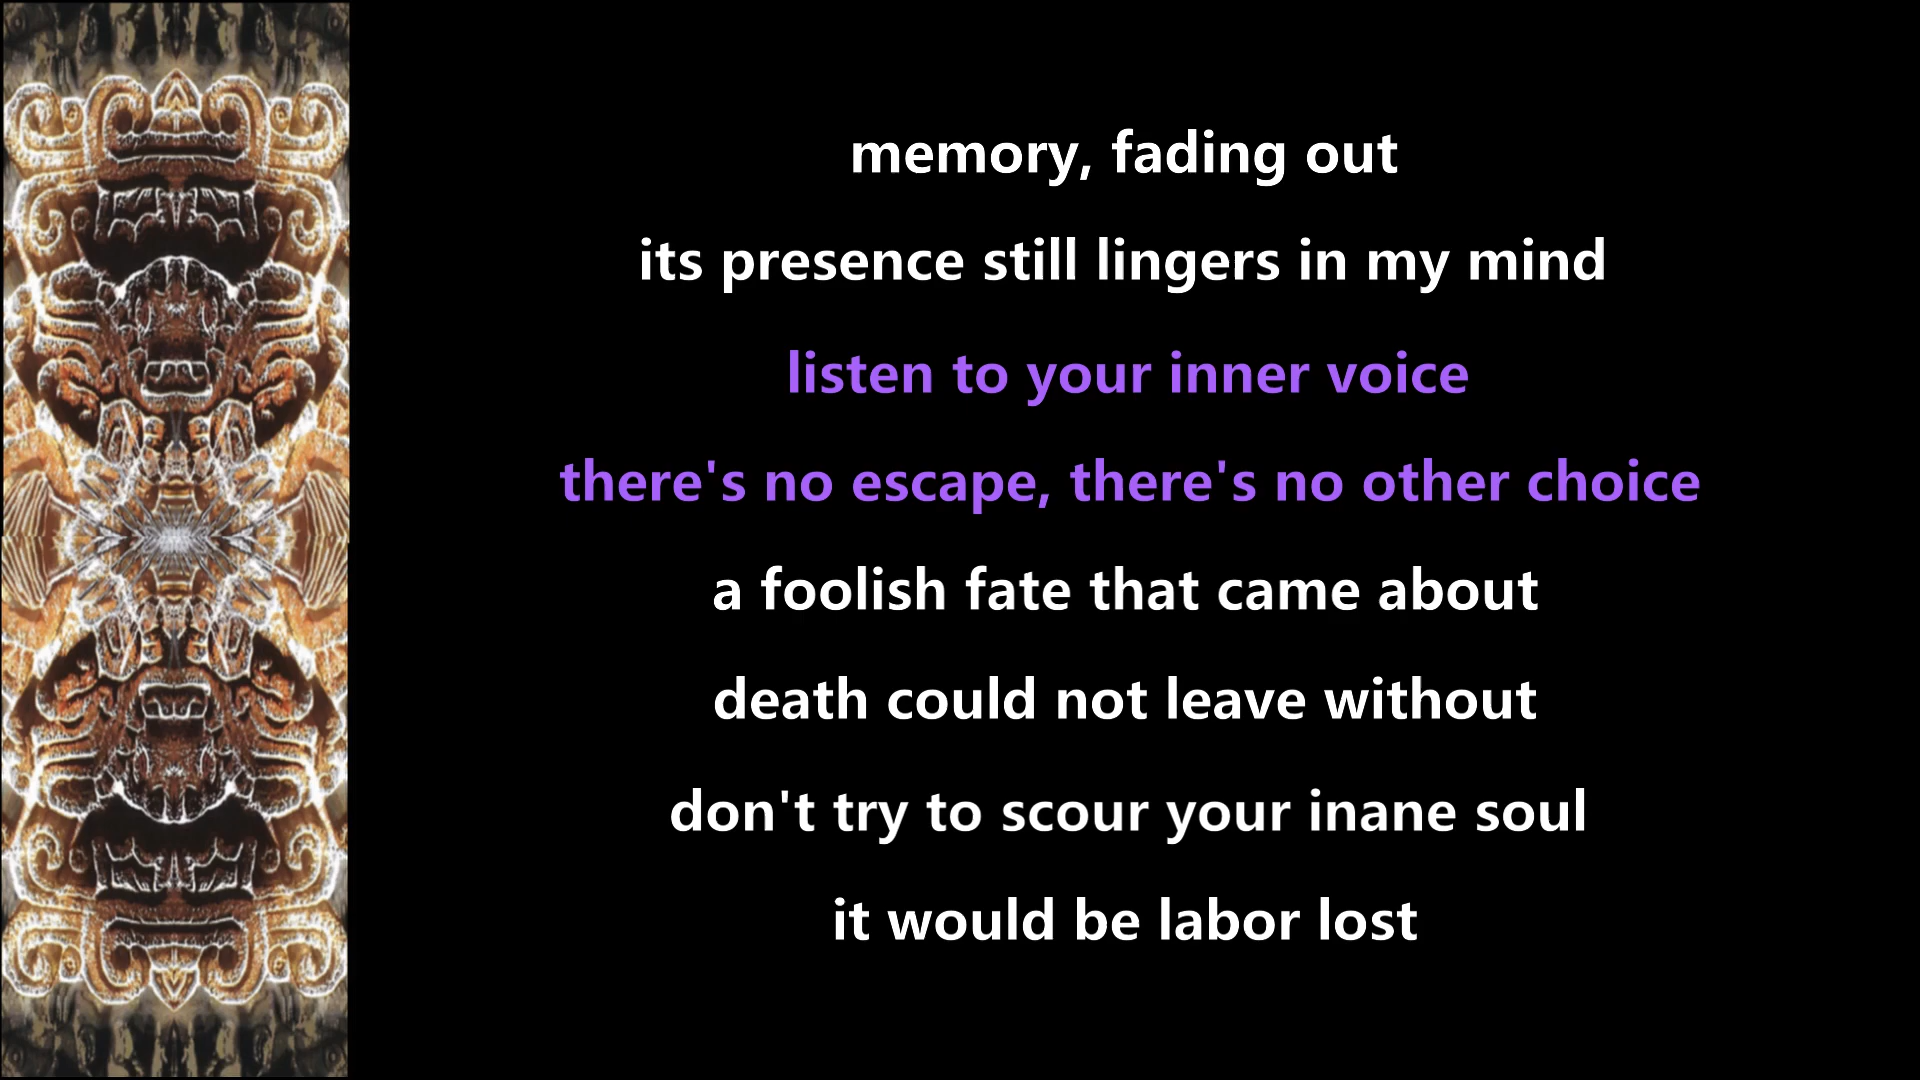 memory, fading out
its presence still lingers in my mind
listen to your inner voice
there's no escape, there's no other choice
a foolish fate that came about
death could not leave without
don't try to scour your inane soul
it would be labor lost